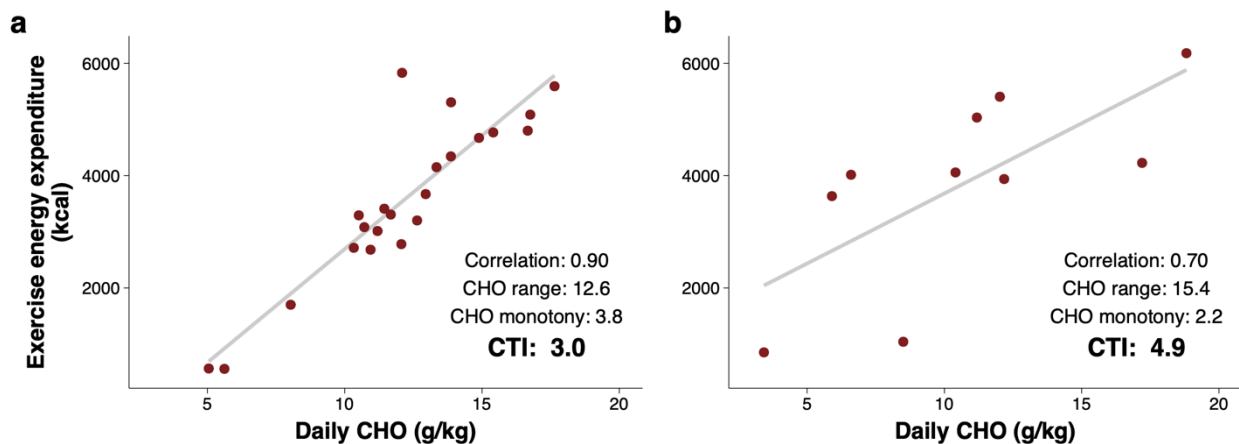 a
Exercise energy expenditure
(kcal)
6000
4000
2000
Correlation: 0.90
CHO range: 12.6
CHO monotony: 3.8
CTI: 3.0
5 10 15 20
Daily CHO (g/kg)
b
6000
4000
2000
Correlation: 0.70
CHO range: 15.4
CHO monotony: 2.2
CTI: 4.9
5 10 15 20
Daily CHO (g/kg)